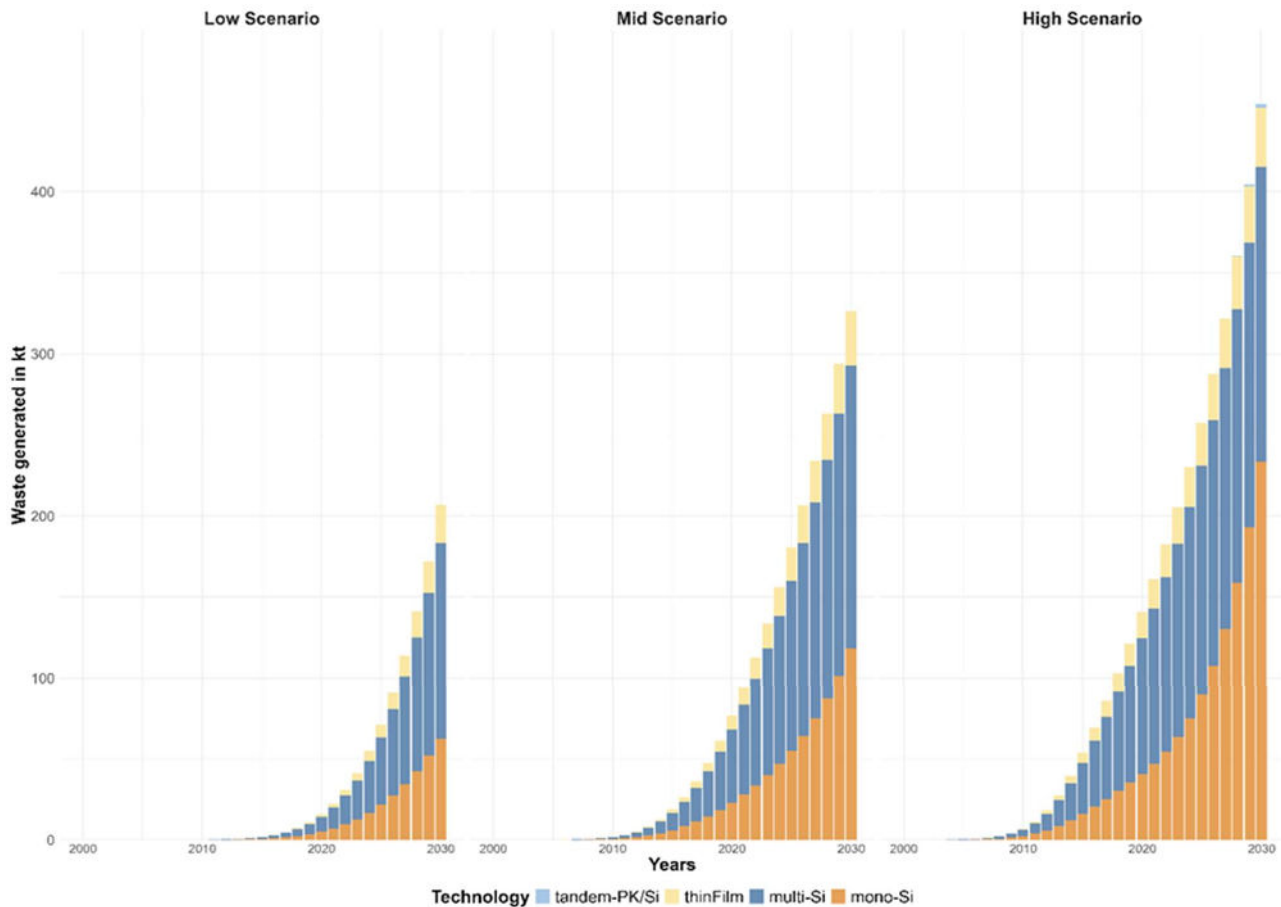 Low Scenario
Mid Scenario
High Scenario
Waste generated in kt
400
300
200
100
0
2000 2010 2020 2030
2000 2010 2020 2030
2000 2010 2020 2030
Years
Technology tandem-PK/Si thinFilm multi-Si mono-Si